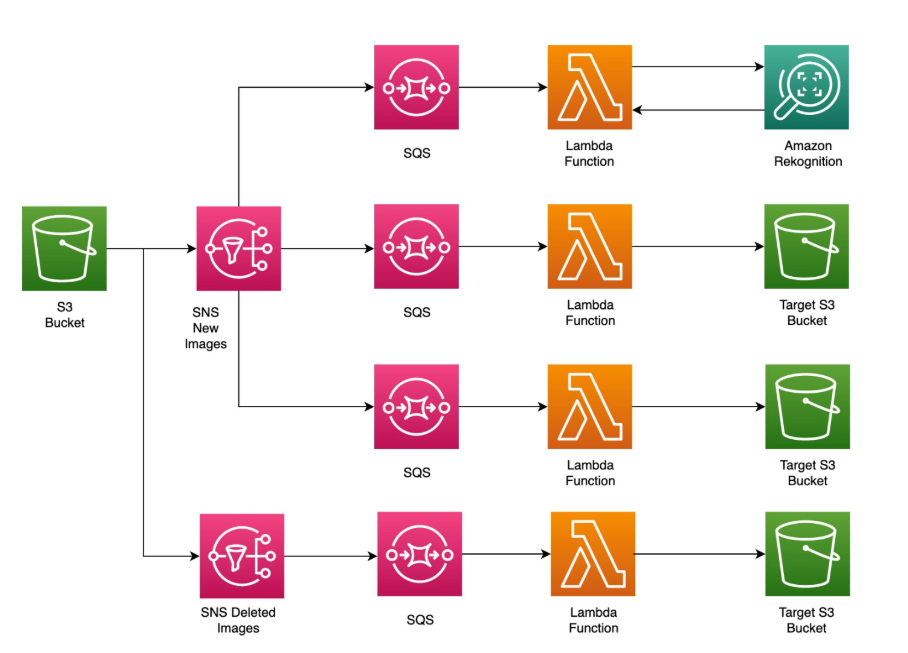 SQS
Lambda
Function
Amazon
Rekognition
S3
Bucket
SNS
New
Images
SQS
Lambda
Function
Target S3
Bucket
SQS
Lambda
Function
Target S3
Bucket
SNS Deleted
Images
SQS
Lambda
Function
Target S3
Bucket